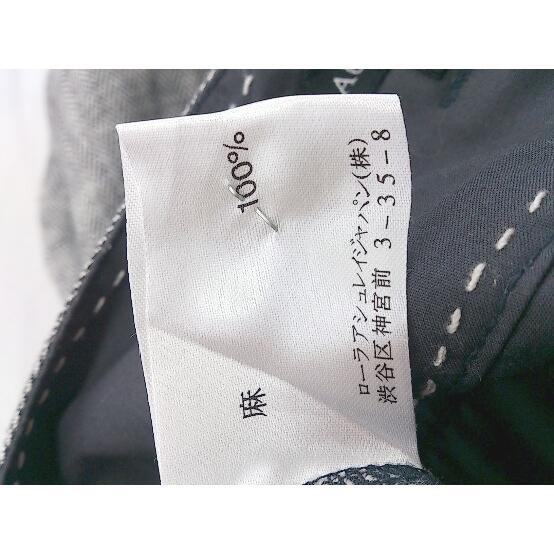 麻 100%
ローラアシュレイジャパン(株)
渋谷区神宮前 3-35-8